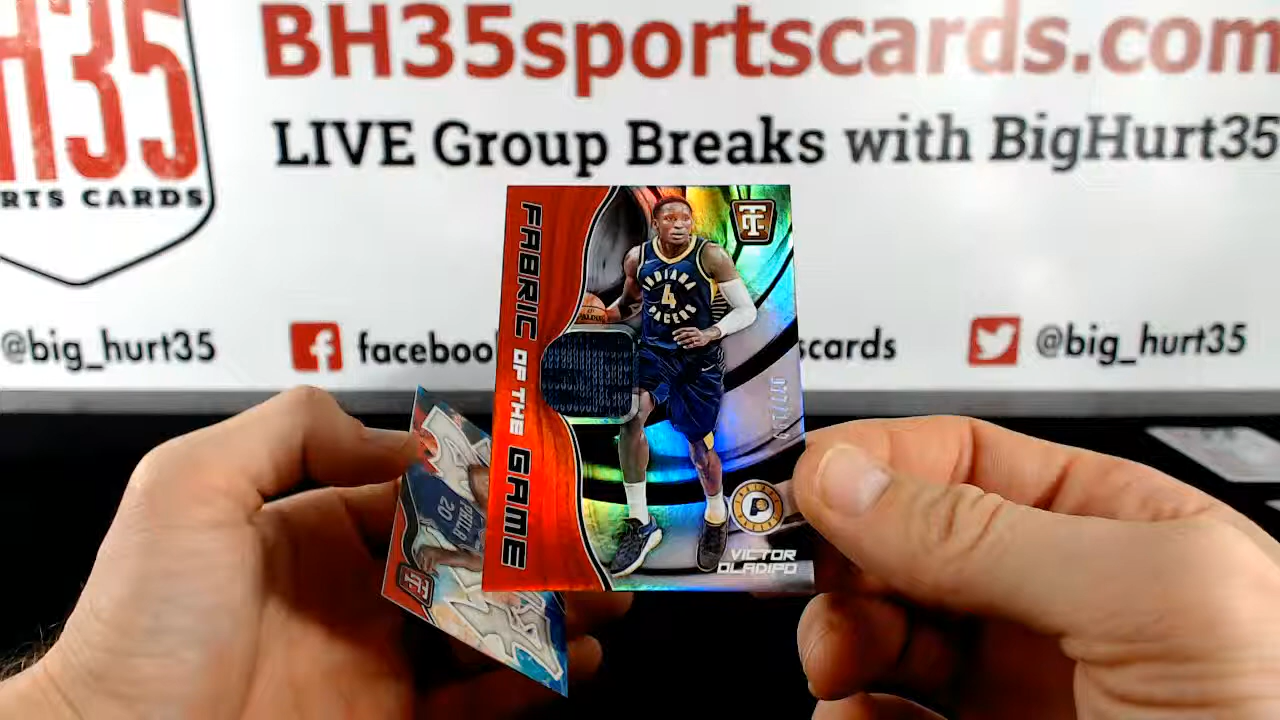 BH35sportscards.com
H35
RTS CARDS
LIVE Group Breaks with BigHurt35
@big_hurt35
f
faceboo
scards
@big_hurt35
FABRIC OF THE GAME
INDIANA
4
PACERS
VICTOR
OLADIPO
PHILA
20